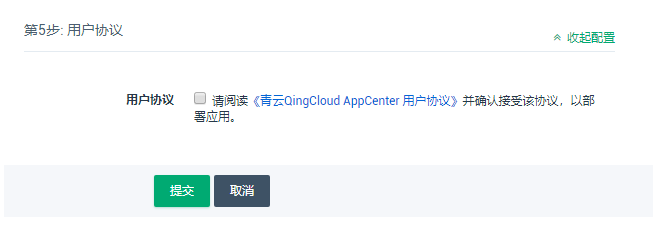 第5步: 用户协议
收起配置
用户协议
请阅读《青云QingCloud AppCenter 用户协议》并确认接受该协议，以部
署应用。
提交
取消